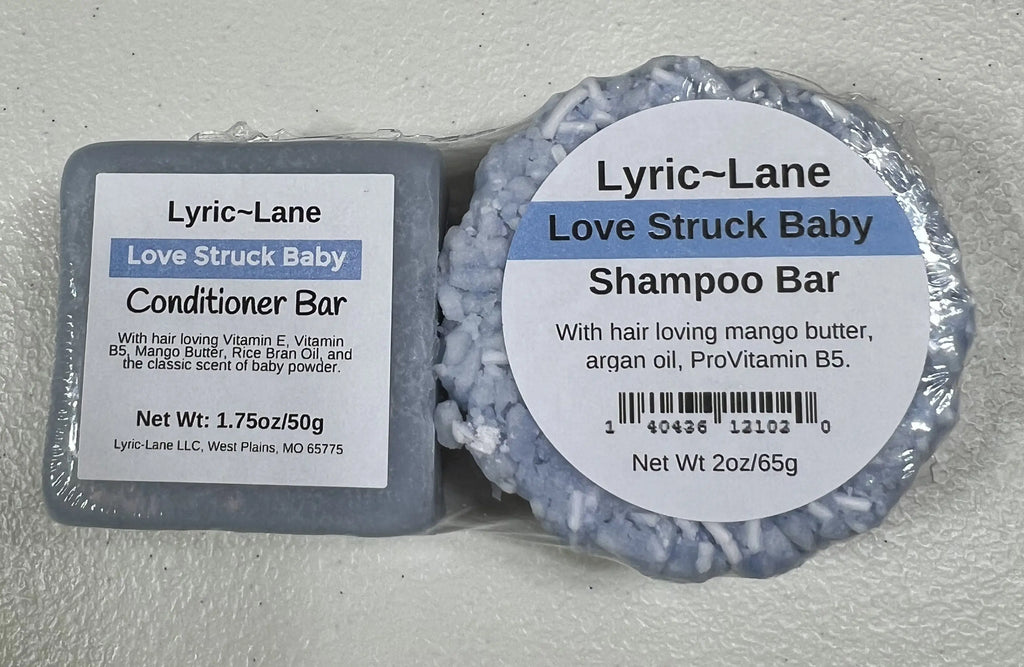 Lyric~Lane
Love Struck Baby
Conditioner Bar
With hair loving Vitamin E, Vitamin
B5, Mango Butter, Rice Bran Oil, and
the classic scent of baby powder.
Net Wt: 1.75oz/50g
Lyric-Lane LLC, West Plains, MO 65775
Lyric~Lane
Love Struck Baby
Shampoo Bar
With hair loving mango butter,
argan oil, ProVitamin B5.
1 40436 12102 0
Net Wt 2oz/65g